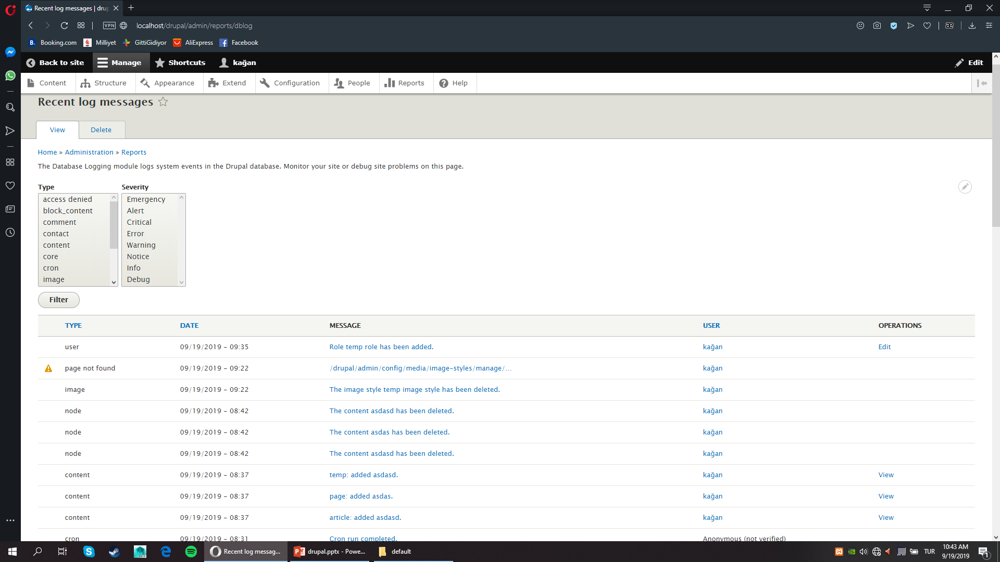 Recent log messages | drup
VPN
localhost/drupal/admin/reports/dblog
Booking.com Milliyet GittiGidiyor AliExpress Facebook
Back to site Manage Shortcuts kağan Edit
Content Structure Appearance Extend Configuration People Reports Help
Recent log messages
View Delete
Home » Administration » Reports
The Database Logging module logs system events in the Drupal database. Monitor your site or debug site problems on this page.
Type Severity
access denied Emergency
block_content Alert
comment Critical
contact Error
content Warning
core Notice
cron Info
image Debug
Filter
TYPE DATE MESSAGE USER OPERATIONS
user 09/19/2019 - 09:35 Role temp role has been added. kağan Edit
page not found 09/19/2019 - 09:22 /drupal/admin/config/media/image-styles/manage/… kağan
image 09/19/2019 - 09:22 The image style temp image style has been deleted. kağan
node 09/19/2019 - 08:42 The content asdasd has been deleted. kağan
node 09/19/2019 - 08:42 The content asdas has been deleted. kağan
node 09/19/2019 - 08:42 The content asdasd has been deleted. kağan
content 09/19/2019 - 08:37 temp: added asdasd. kağan View
content 09/19/2019 - 08:37 page: added asdas. kağan View
content 09/19/2019 - 08:37 article: added asdasd. kağan View
cron 09/19/2019 - 08:31 Cron run completed. Anonymous (not verified)
Recent log messag... drupal.pptx - Powe... default
TUR
10:43 AM
9/19/2019
1